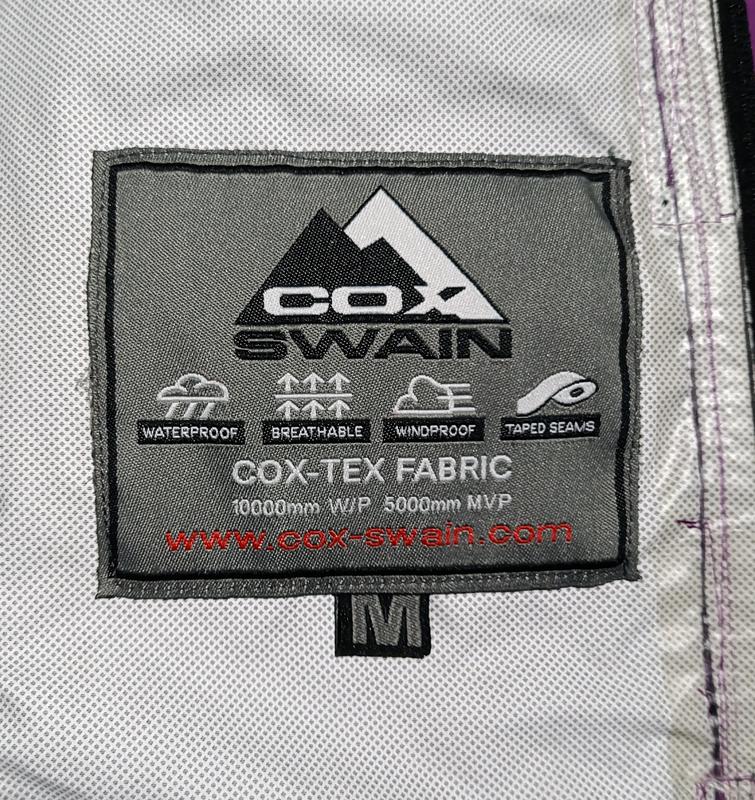 COX
SWAIN
WATERPROOF BREATHABLE WINDPROOF TAPED SEAMS
COX-TEX FABRIC
10000mm W/P 5000mm MVP
www.cox-swain.com
M